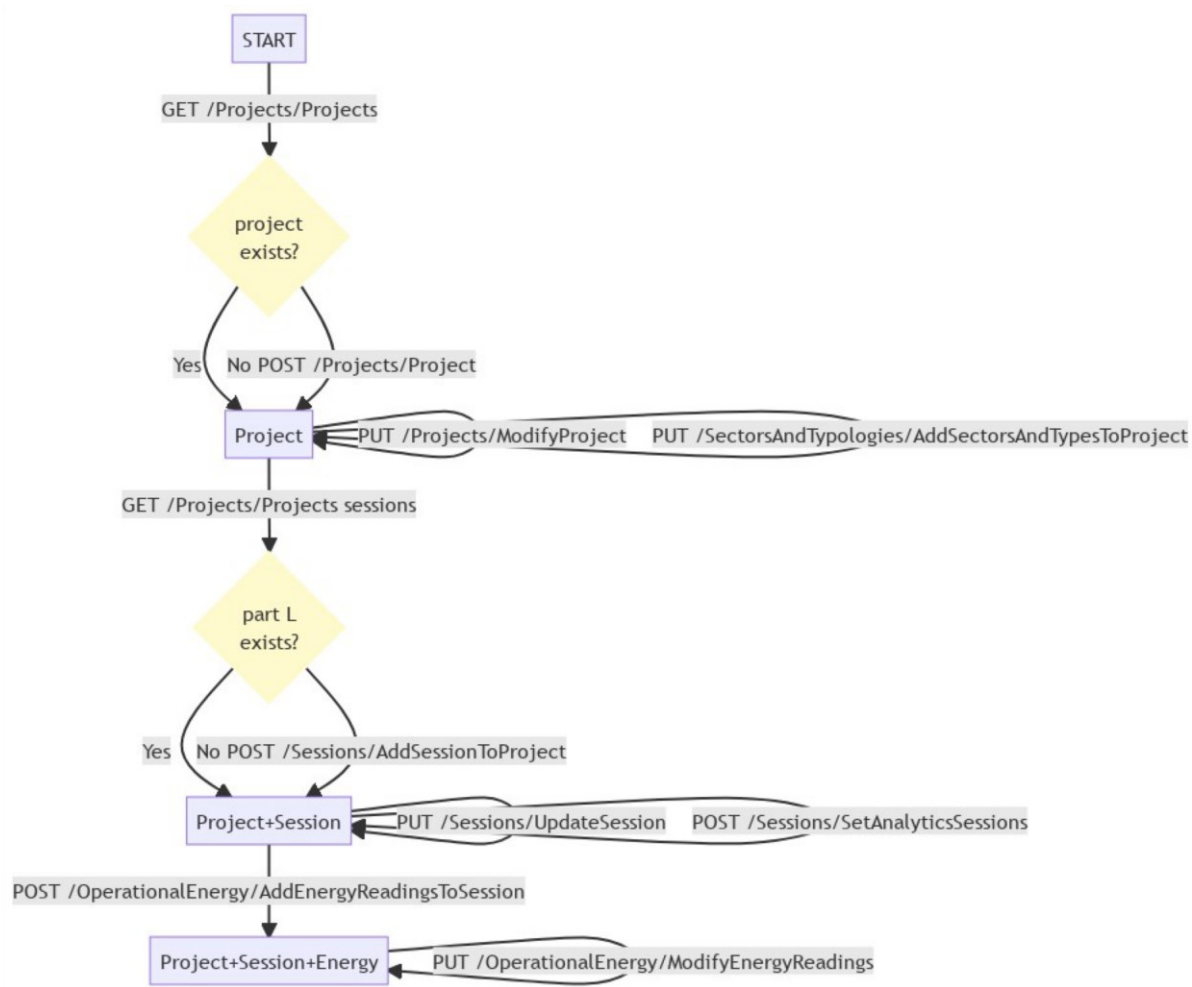 START
GET /Projects/Projects
project
exists?
Yes
No POST /Projects/Project
Project
PUT /Projects/ModifyProject
PUT /SectorsAndTypologies/AddSectorsAndTypesToProject
GET /Projects/Projects sessions
part L
exists?
Yes
No POST /Sessions/AddSessionToProject
Project+Session
PUT /Sessions/UpdateSession
POST /Sessions/SetAnalyticsSessions
POST /OperationalEnergy/AddEnergyReadingsToSession
Project+Session+Energy
PUT /OperationalEnergy/ModifyEnergyReadings